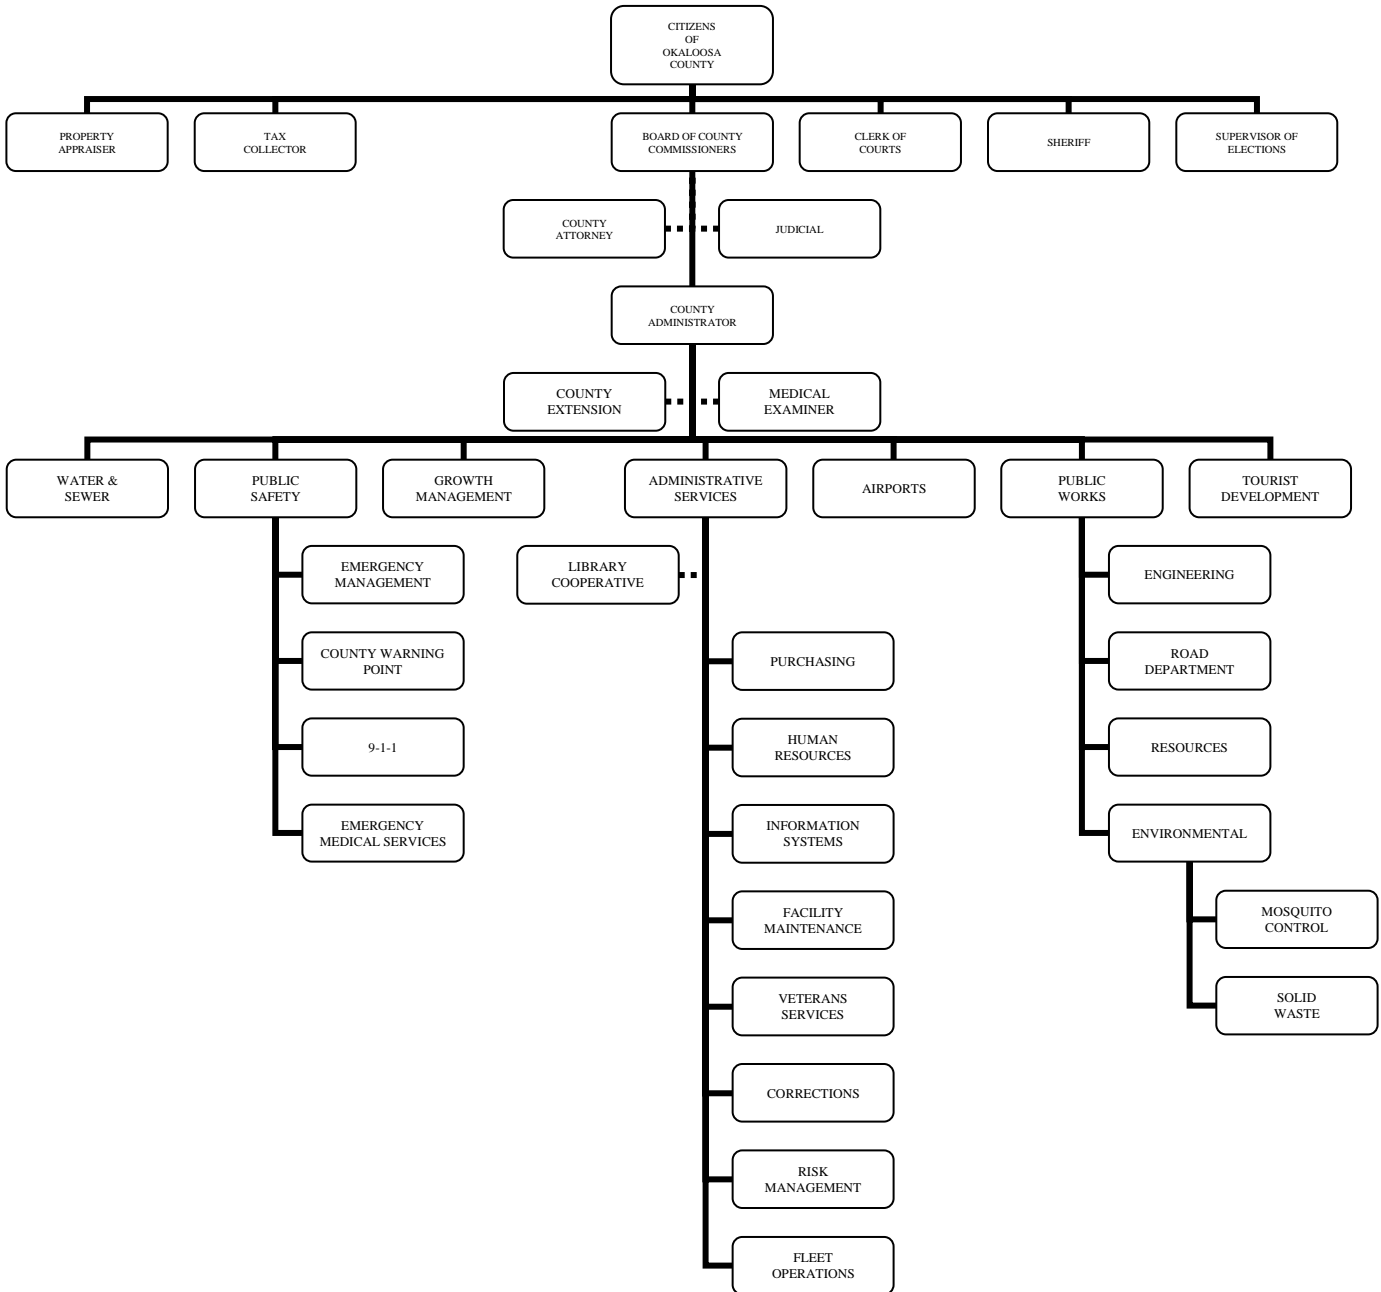 CITIZENS
OF
OKALOOSA
COUNTY
PROPERTY
APPRAISER
TAX
COLLECTOR
BOARD OF COUNTY
COMMISSIONERS
CLERK OF
COURTS
SHERIFF
SUPERVISOR OF
ELECTIONS
COUNTY
ATTORNEY
JUDICIAL
COUNTY
ADMINISTRATOR
COUNTY
EXTENSION
MEDICAL
EXAMINER
WATER &
SEWER
PUBLIC
SAFETY
GROWTH
MANAGEMENT
ADMINISTRATIVE
SERVICES
AIRPORTS
PUBLIC
WORKS
TOURIST
DEVELOPMENT
EMERGENCY
MANAGEMENT
COUNTY WARNING
POINT
9-1-1
EMERGENCY
MEDICAL SERVICES
LIBRARY
COOPERATIVE
PURCHASING
HUMAN
RESOURCES
INFORMATION
SYSTEMS
FACILITY
MAINTENANCE
VETERANS
SERVICES
CORRECTIONS
RISK
MANAGEMENT
FLEET
OPERATIONS
ENGINEERING
ROAD
DEPARTMENT
RESOURCES
ENVIRONMENTAL
MOSQUITO
CONTROL
SOLID
WASTE